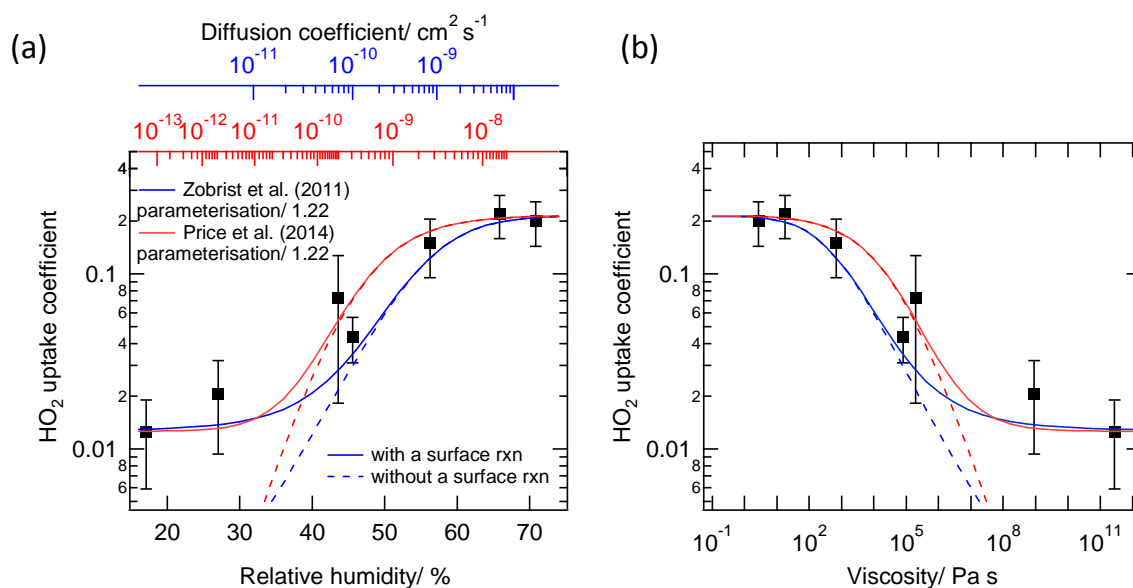 (a)
Diffusion coefficient/ cm² s⁻¹
10⁻¹¹ 10⁻¹⁰ 10⁻⁹
10⁻¹³ 10⁻¹² 10⁻¹¹ 10⁻¹⁰ 10⁻⁹ 10⁻⁸
4
2
0.1
8
6
4
2
0.01
8
6
HO₂ uptake coefficient
Zobrist et al. (2011)
parameterisation/ 1.22
Price et al. (2014)
parameterisation/ 1.22
with a surface rxn
without a surface rxn
20 30 40 50 60 70
Relative humidity/ %
(b)
4
2
0.1
8
6
4
2
0.01
8
6
HO₂ uptake coefficient
10⁻¹ 10² 10⁵ 10⁸ 10¹¹
Viscosity/ Pa s